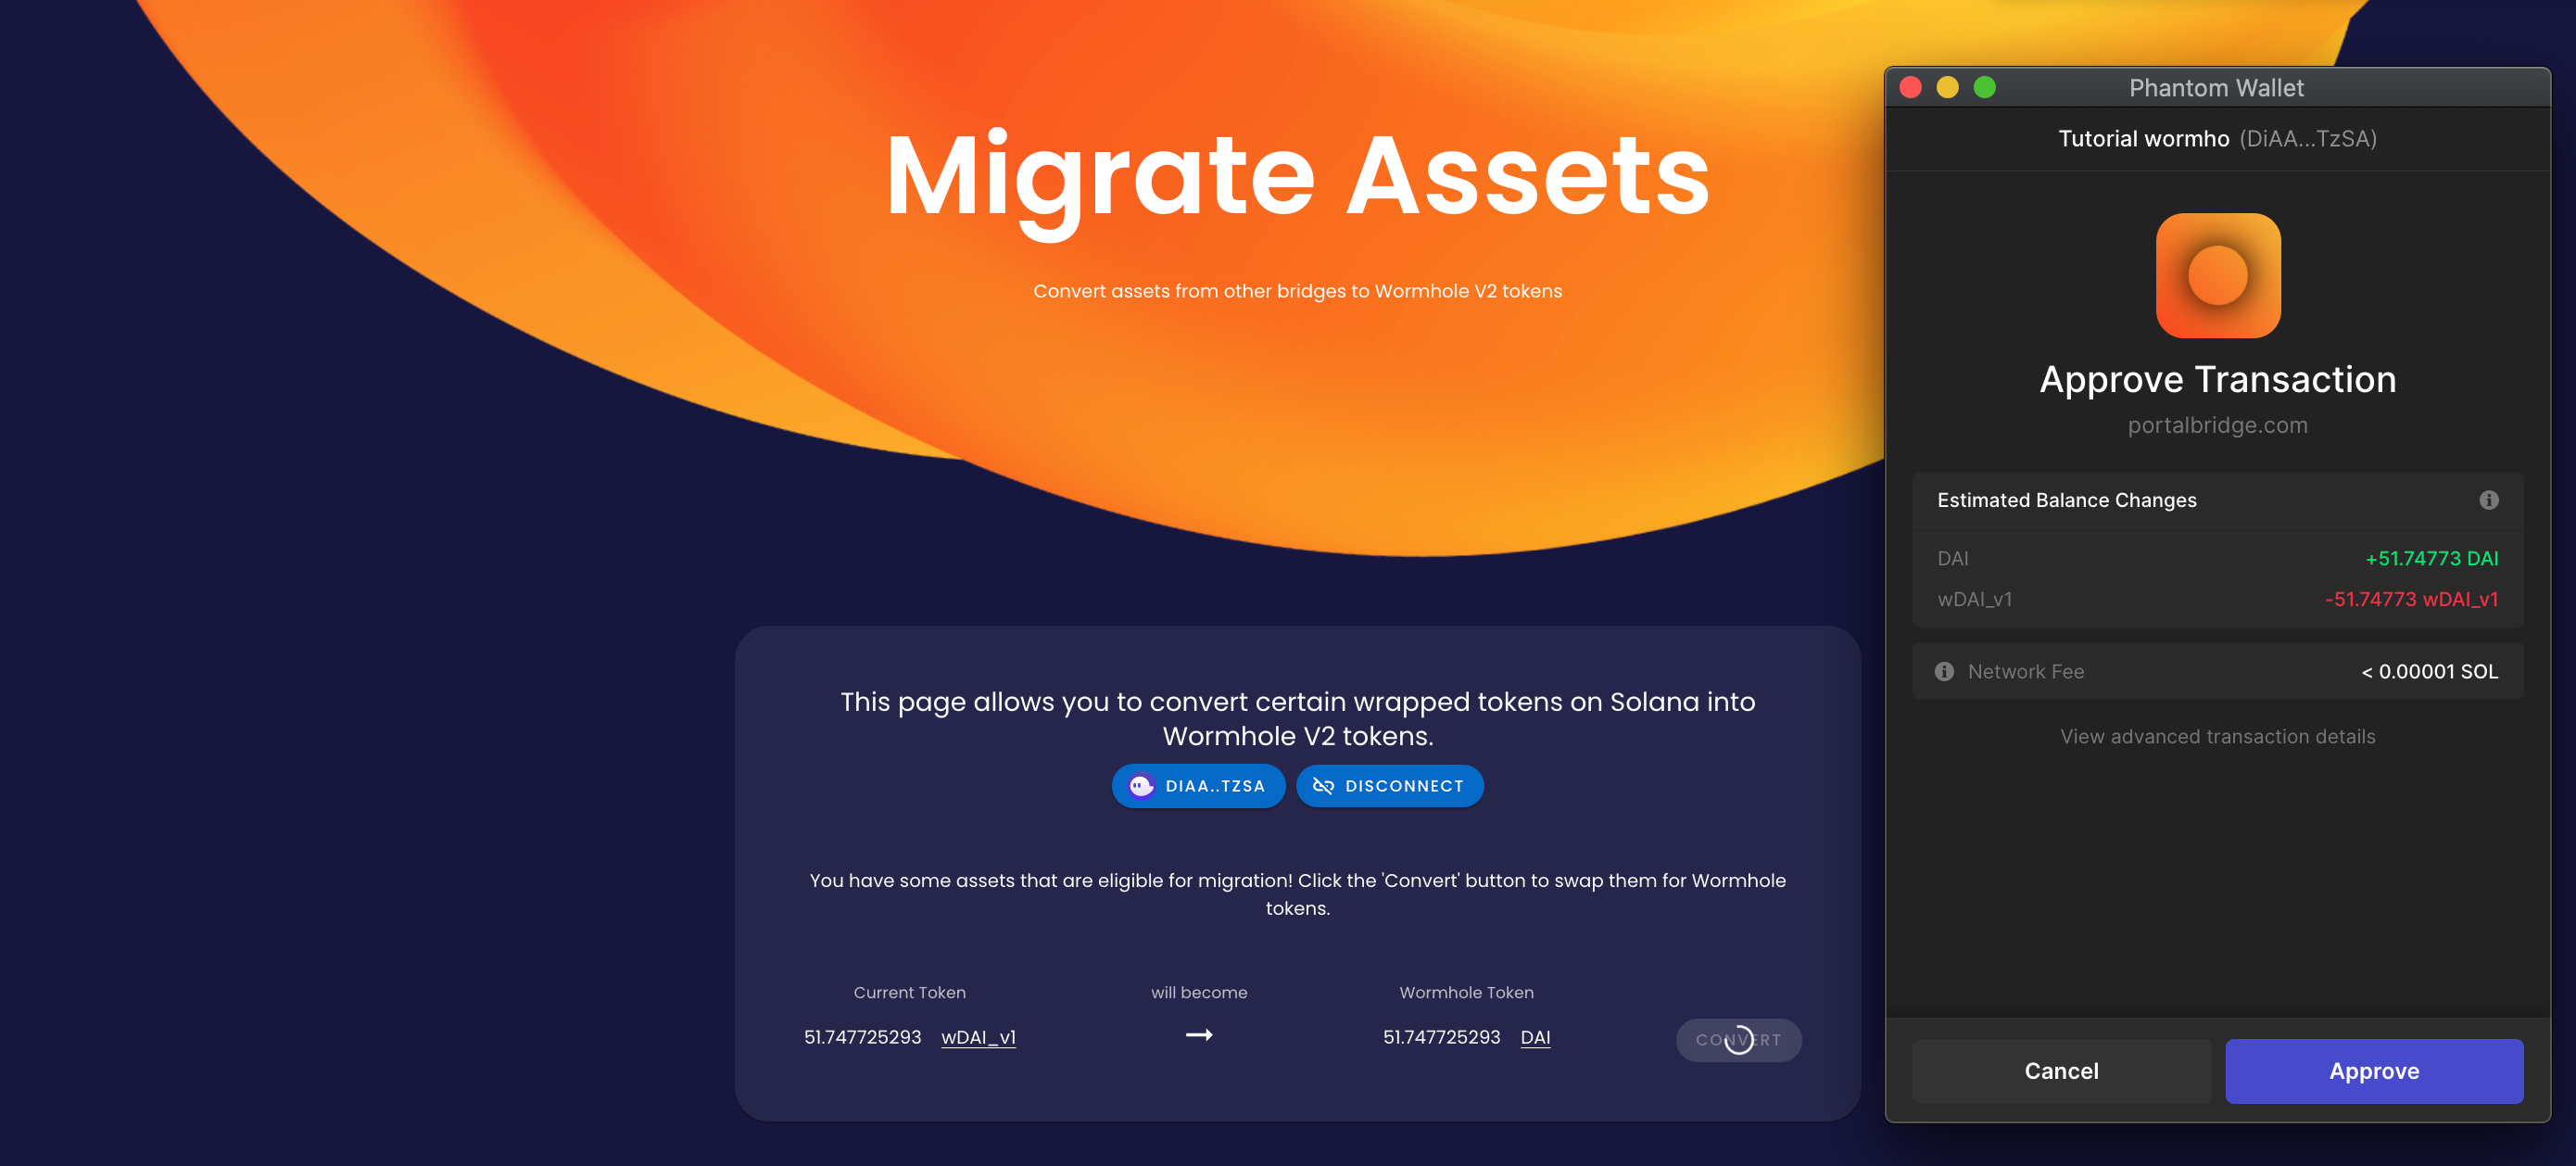 Migrate Assets
Convert assets from other bridges to Wormhole V2 tokens
This page allows you to convert certain wrapped tokens on Solana into
Wormhole V2 tokens.
DIAA..TZSA
DISCONNECT
You have some assets that are eligible for migration! Click the 'Convert' button to swap them for Wormhole
tokens.
Current Token
will become
Wormhole Token
51.747725293 wDAI_v1
51.747725293 DAI
CONVERT
Phantom Wallet
Tutorial wormho (DiAA...TzSA)
Approve Transaction
portalbridge.com
Estimated Balance Changes
DAI +51.74773 DAI
wDAI_v1 -51.74773 wDAI_v1
Network Fee < 0.00001 SOL
View advanced transaction details
Cancel
Approve